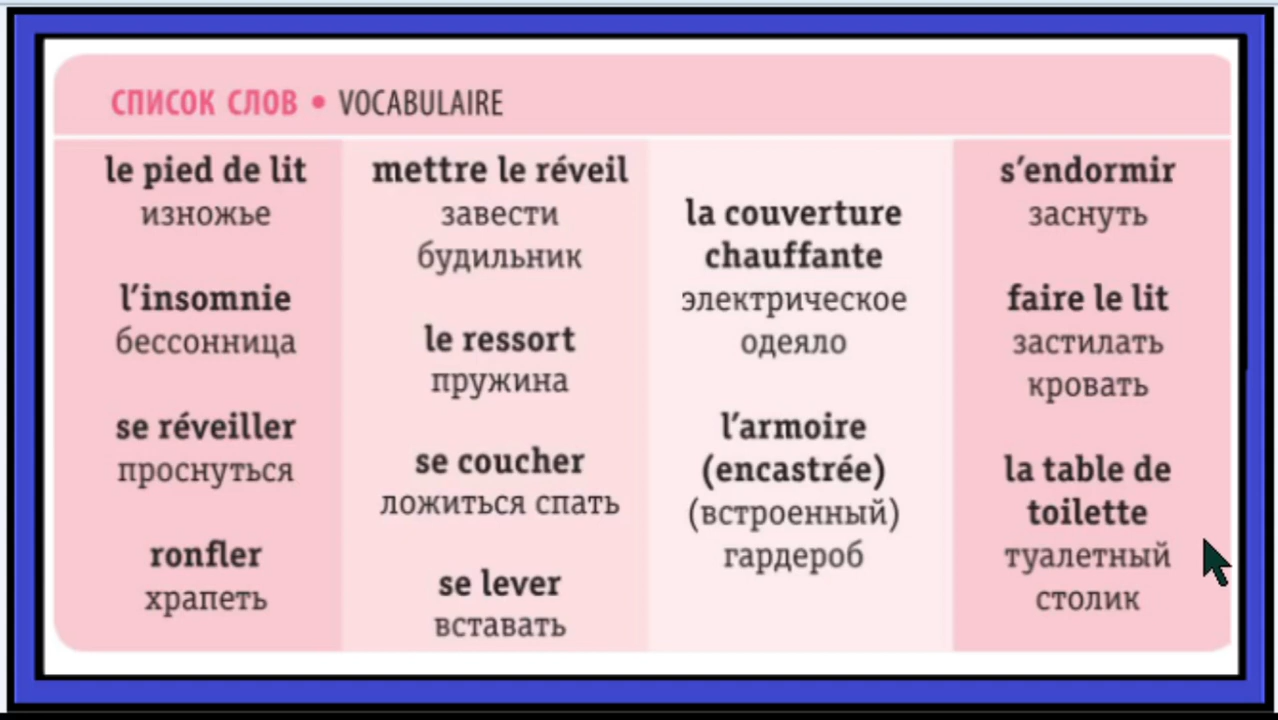 СПИСОК СЛОВ • VOCABULAIRE
le pied de lit
изножье
l’insomnie
бессонница
se réveiller
проснуться
ronfler
храпеть
mettre le réveil
завести
будильник
le ressort
пружина
se coucher
ложиться спать
se lever
вставать
la couverture
chauffante
электрическое
одеяло
l’armoire
(encastrée)
(встроенный)
гардероб
s’endormir
заснуть
faire le lit
застилать
кровать
la table de
toilette
туалетный
столик